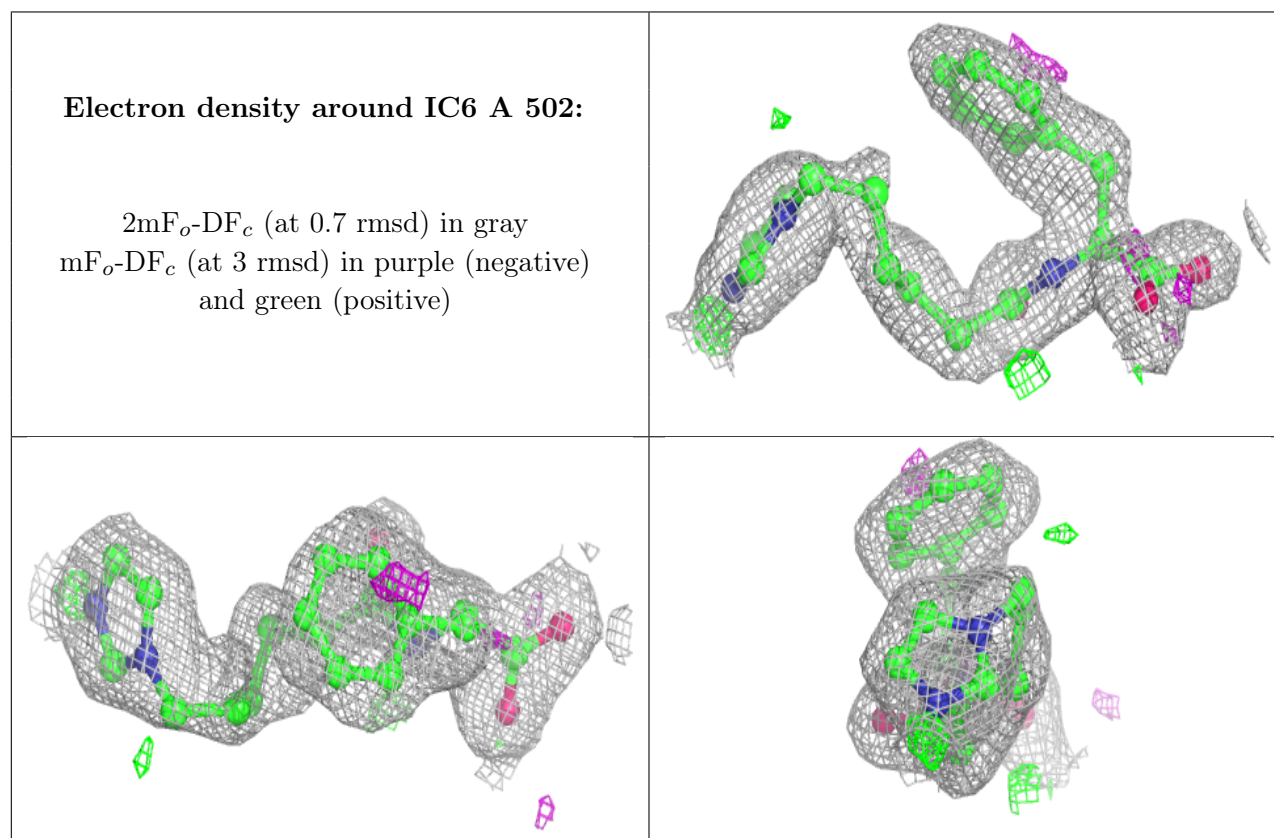 Electron density around IC6 A 502:
2mFo-DFc (at 0.7 rmsd) in gray
mFo-DFc (at 3 rmsd) in purple (negative)
and green (positive)